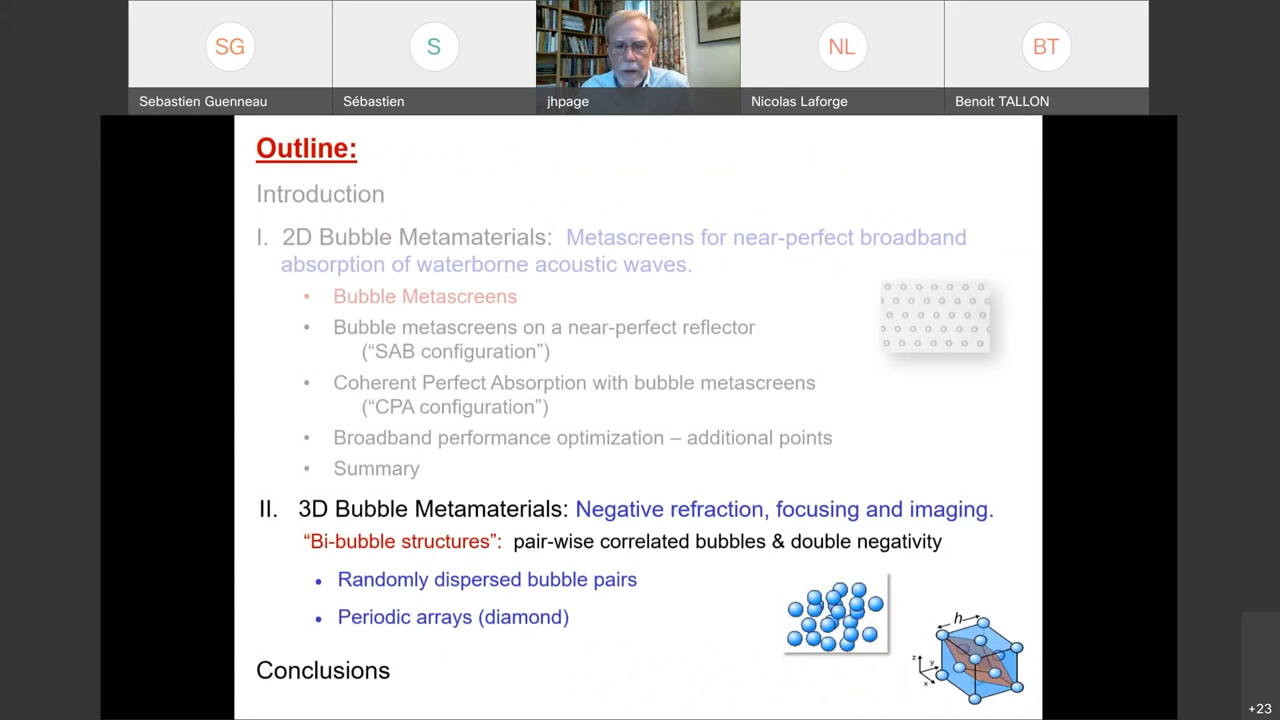 SG
S
NL
BT
Sebastien Guenneau
Sébastien
jhpage
Nicolas Laforge
Benoit TALLON
Outline:
Introduction
I. 2D Bubble Metamaterials: Metascreens for near-perfect broadband
absorption of waterborne acoustic waves.
• Bubble Metascreens
• Bubble metascreens on a near-perfect reflector
(“SAB configuration”)
• Coherent Perfect Absorption with bubble metascreens
(“CPA configuration”)
• Broadband performance optimization – additional points
• Summary
II. 3D Bubble Metamaterials: Negative refraction, focusing and imaging.
“Bi-bubble structures”: pair-wise correlated bubbles & double negativity
• Randomly dispersed bubble pairs
• Periodic arrays (diamond)
h
z
y
x
Conclusions
+23